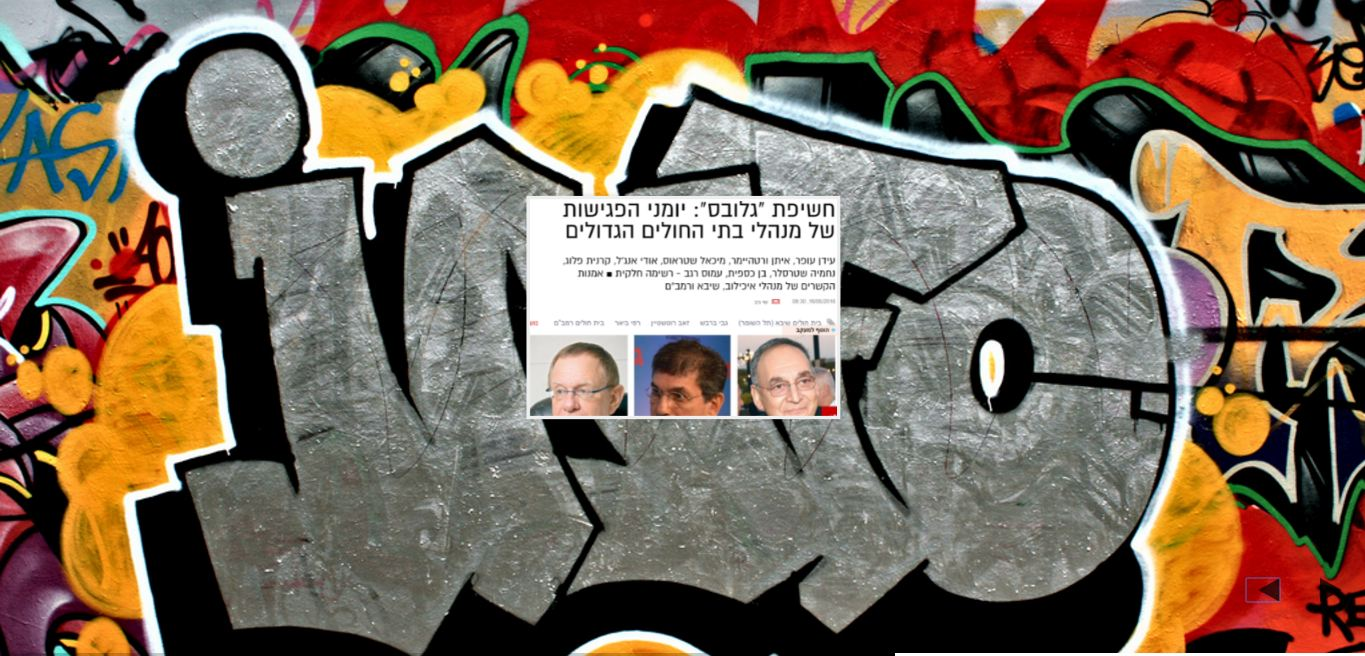 חשיפת "גלובס": יומני הפגישות
של מנהלי בתי החולים הגדולים
עידן עופר, איתן ורטהיימר, מיכאל שטראוס, אודי אנג'ל, קרנית פלוג,
נחמיה שטרסלר, בן כספית, עמוס רגב - רשימה חלקית ■ אמנות
הקשרים של מנהלי איכילוב, שיבא ורמב"ם
בית חולים שיבא (תל השומר) גבי ברבש זאב רוטשטיין רפי ביאר בית חולים רמב"ם
הוסף למעקב